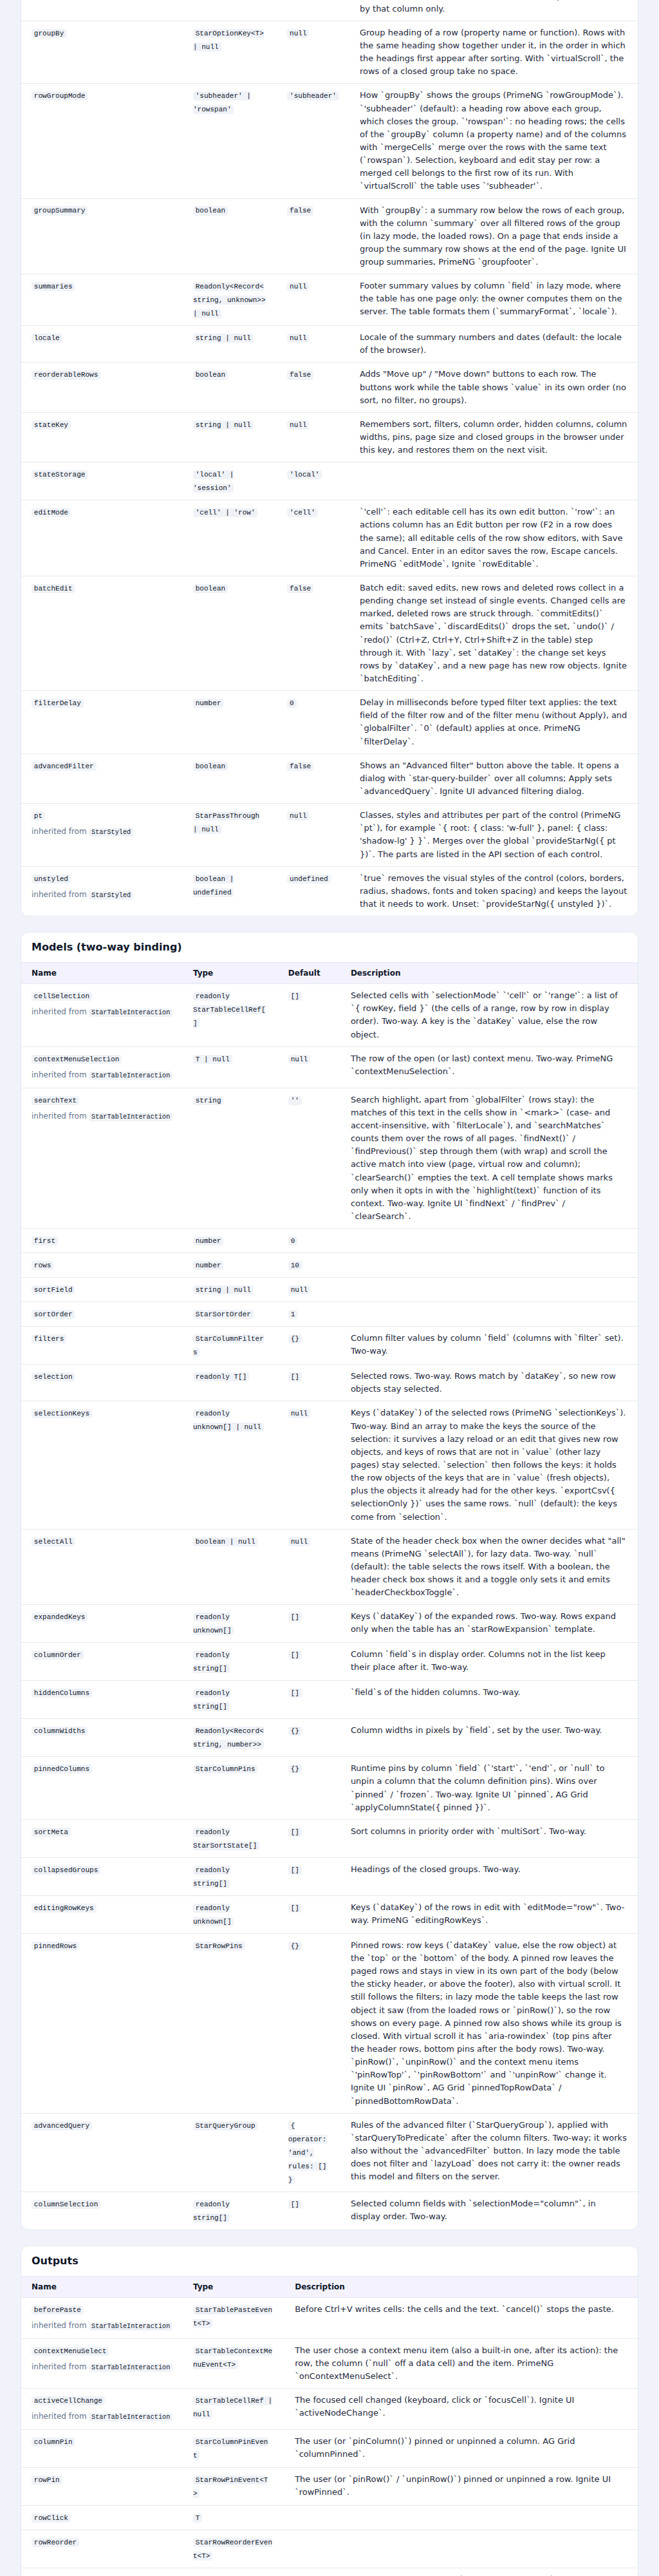 by that column only.
groupBy
StarOptionKey<T>
| null
null
Group heading of a row (property name or function). Rows with
the same heading show together under it, in the order in which
the headings first appear after sorting. With `virtualScroll`, the
rows of a closed group take no space.
rowGroupMode
'subheader' |
'rowspan'
'subheader'
How `groupBy` shows the groups (PrimeNG `rowGroupMode`).
`'subheader'` (default): a heading row above each group,
which closes the group. `'rowspan'`: no heading rows; the cells
of the `groupBy` column (a property name) and of the columns
with `mergeCells` merge over the rows with the same text
(`rowspan`). Selection, keyboard and edit stay per row: a
merged cell belongs to the first row of its run. With
`virtualScroll` the table uses `'subheader'`.
groupSummary
boolean
false
With `groupBy`: a summary row below the rows of each group,
with the column `summary` over all filtered rows of the group
(in lazy mode, the loaded rows). On a page that ends inside a
group the summary row shows at the end of the page. Ignite UI
group summaries, PrimeNG `groupfooter`.
summaries
Readonly<Record<
string, unknown>>
| null
null
Footer summary values by column `field` in lazy mode, where
the table has one page only: the owner computes them on the
server. The table formats them (`summaryFormat`, `locale`).
locale
string | null
null
Locale of the summary numbers and dates (default: the locale
of the browser).
reorderableRows
boolean
false
Adds "Move up" / "Move down" buttons to each row. The
buttons work while the table shows `value` in its own order (no
sort, no filter, no groups).
stateKey
string | null
null
Remembers sort, filters, column order, hidden columns, column
widths, pins, page size and closed groups in the browser under
this key, and restores them on the next visit.
stateStorage
'local' |
'session'
'local'
editMode
'cell' | 'row'
'cell'
`'cell'`: each editable cell has its own edit button. `'row'`: an
actions column has an Edit button per row (F2 in a row does
the same); all editable cells of the row show editors, with Save
and Cancel. Enter in an editor saves the row, Escape cancels.
PrimeNG `editMode`, Ignite `rowEditable`.
batchEdit
boolean
false
Batch edit: saved edits, new rows and deleted rows collect in a
pending change set instead of single events. Changed cells are
marked, deleted rows are struck through. `commitEdits()`
emits `batchSave`, `discardEdits()` drops the set, `undo()` /
`redo()` (Ctrl+Z, Ctrl+Y, Ctrl+Shift+Z in the table) step
through it. With `lazy`, set `dataKey`: the change set keys
rows by `dataKey`, and a new page has new row objects. Ignite
`batchEditing`.
filterDelay
number
0
Delay in milliseconds before typed filter text applies: the text
field of the filter row and of the filter menu (without Apply), and
`globalFilter`. `0` (default) applies at once. PrimeNG
`filterDelay`.
advancedFilter
boolean
false
Shows an "Advanced filter" button above the table. It opens a
dialog with `star-query-builder` over all columns; Apply sets
`advancedQuery`. Ignite UI advanced filtering dialog.
pt
inherited from StarStyled
StarPassThrough
| null
null
Classes, styles and attributes per part of the control (PrimeNG
`pt`), for example `{ root: { class: 'w-full' }, panel: { class:
'shadow-lg' } }`. Merges over the global `provideStarNg({ pt
})`. The parts are listed in the API section of each control.
unstyled
inherited from StarStyled
boolean |
undefined
undefined
`true` removes the visual styles of the control (colors, borders,
radius, shadows, fonts and token spacing) and keeps the layout
that it needs to work. Unset: `provideStarNg({ unstyled })`.
Models (two-way binding)
Name
Type
Default
Description
cellSelection
inherited from StarTableInteraction
readonly
StarTableCellRef[
]
[]
Selected cells with `selectionMode` `'cell'` or `'range'`: a list of
`{ rowKey, field }` (the cells of a range, row by row in display
order). Two-way. A key is the `dataKey` value, else the row
object.
contextMenuSelection
inherited from StarTableInteraction
T | null
null
The row of the open (or last) context menu. Two-way. PrimeNG
`contextMenuSelection`.
searchText
inherited from StarTableInteraction
string
''
Search highlight, apart from `globalFilter` (rows stay): the
matches of this text in the cells show in `<mark>` (case- and
accent-insensitive, with `filterLocale`), and `searchMatches`
counts them over the rows of all pages. `findNext()` /
`findPrevious()` step through them (with wrap) and scroll the
active match into view (page, virtual row and column);
`clearSearch()` empties the text. A cell template shows marks
only when it opts in with the `highlight(text)` function of its
context. Two-way. Ignite UI `findNext` / `findPrev` /
`clearSearch`.
first
number
0
rows
number
10
sortField
string | null
null
sortOrder
StarSortOrder
1
filters
StarColumnFilter
s
{}
Column filter values by column `field` (columns with `filter` set).
Two-way.
selection
readonly T[]
[]
Selected rows. Two-way. Rows match by `dataKey`, so new row
objects stay selected.
selectionKeys
readonly
unknown[] | null
null
Keys (`dataKey`) of the selected rows (PrimeNG `selectionKeys`).
Two-way. Bind an array to make the keys the source of the
selection: it survives a lazy reload or an edit that gives new row
objects, and keys of rows that are not in `value` (other lazy
pages) stay selected. `selection` then follows the keys: it holds
the row objects of the keys that are in `value` (fresh objects),
plus the objects it already had for the other keys. `exportCsv({
selectionOnly })` uses the same rows. `null` (default): the keys
come from `selection`.
selectAll
boolean | null
null
State of the header check box when the owner decides what "all"
means (PrimeNG `selectAll`), for lazy data. Two-way. `null`
(default): the table selects the rows itself. With a boolean, the
header check box shows it and a toggle only sets it and emits
`headerCheckboxToggle`.
expandedKeys
readonly
unknown[]
[]
Keys (`dataKey`) of the expanded rows. Two-way. Rows expand
only when the table has an `starRowExpansion` template.
columnOrder
readonly
string[]
[]
Column `field`s in display order. Columns not in the list keep
their place after it. Two-way.
hiddenColumns
readonly
string[]
[]
`field`s of the hidden columns. Two-way.
columnWidths
Readonly<Record<
string, number>>
{}
Column widths in pixels by `field`, set by the user. Two-way.
pinnedColumns
StarColumnPins
{}
Runtime pins by column `field` (`'start'`, `'end'`, or `null` to
unpin a column that the column definition pins). Wins over
`pinned` / `frozen`. Two-way. Ignite UI `pinned`, AG Grid
`applyColumnState({ pinned })`.
sortMeta
readonly
StarSortState[]
[]
Sort columns in priority order with `multiSort`. Two-way.
collapsedGroups
readonly
string[]
[]
Headings of the closed groups. Two-way.
editingRowKeys
readonly
unknown[]
[]
Keys (`dataKey`) of the rows in edit with `editMode="row"`. Two-
way. PrimeNG `editingRowKeys`.
pinnedRows
StarRowPins
{}
Pinned rows: row keys (`dataKey` value, else the row object) at
the `top` or the `bottom` of the body. A pinned row leaves the
paged rows and stays in view in its own part of the body (below
the sticky header, or above the footer), also with virtual scroll. It
still follows the filters; in lazy mode the table keeps the last row
object it saw (from the loaded rows or `pinRow()`), so the row
shows on every page. A pinned row also shows while its group is
closed. With virtual scroll it has `aria-rowindex` (top pins after
the header rows, bottom pins after the body rows). Two-way.
`pinRow()`, `unpinRow()` and the context menu items
`'pinRowTop'`, `'pinRowBottom'` and `'unpinRow'` change it.
Ignite UI `pinRow`, AG Grid `pinnedTopRowData` /
`pinnedBottomRowData`.
advancedQuery
StarQueryGroup
{
operator:
'and',
rules: []
}
Rules of the advanced filter (`StarQueryGroup`), applied with
`starQueryToPredicate` after the column filters. Two-way; it works
also without the `advancedFilter` button. In lazy mode the table
does not filter and `lazyLoad` does not carry it: the owner reads
this model and filters on the server.
columnSelection
readonly
string[]
[]
Selected column fields with `selectionMode="column"`, in
display order. Two-way.
Outputs
Name
Type
Description
beforePaste
inherited from StarTableInteraction
StarTablePasteEven
t<T>
Before Ctrl+V writes cells: the cells and the text. `cancel()` stops the paste.
contextMenuSelect
inherited from StarTableInteraction
StarTableContextMe
nuEvent<T>
The user chose a context menu item (also a built-in one, after its action): the
row, the column (`null` off a data cell) and the item. PrimeNG
`onContextMenuSelect`.
activeCellChange
inherited from StarTableInteraction
StarTableCellRef |
null
The focused cell changed (keyboard, click or `focusCell`). Ignite UI
`activeNodeChange`.
columnPin
StarColumnPinEven
t
The user (or `pinColumn()`) pinned or unpinned a column. AG Grid
`columnPinned`.
rowPin
StarRowPinEvent<T
>
The user (or `pinRow()` / `unpinRow()`) pinned or unpinned a row. Ignite UI
`rowPinned`.
rowClick
T
rowReorder
StarRowReorderEven
t<T>